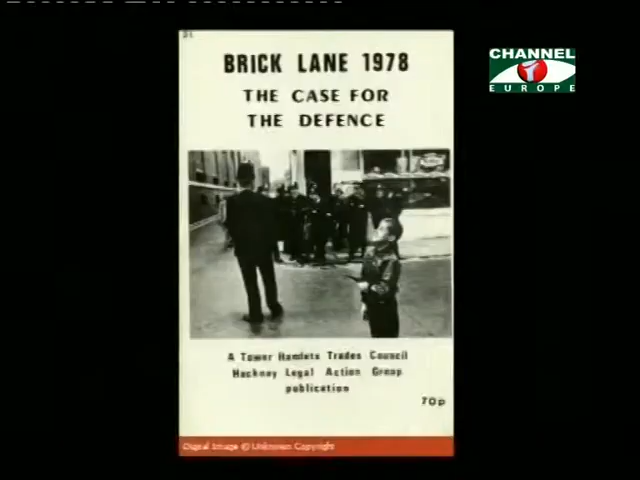 BRICK LANE 1978
THE CASE FOR
THE DEFENCE
A Tower Hamlets Trades Council
Hackney Legal Action Group
publication
70p
Digital Image © Unknown Copyright
CHANNEL
EUROPE